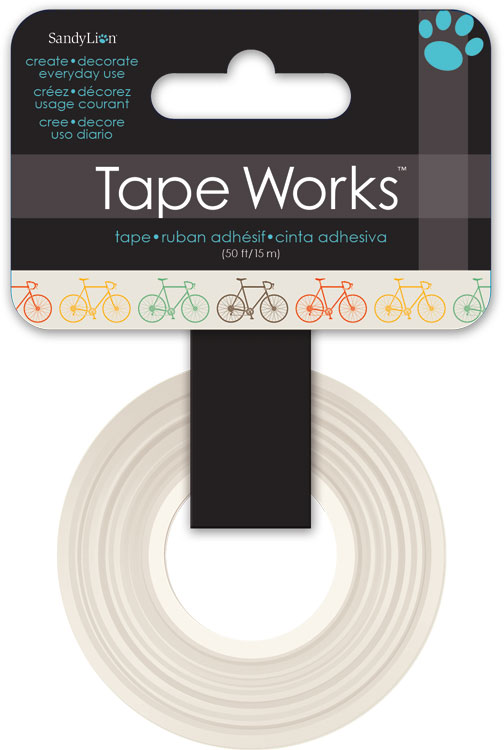 SandyLion
create•decorate
everyday use
créez•décorez
usage courant
cree•decore
uso diario
Tape Works™
tape•ruban adhésif•cinta adhesiva
(50 ft/15 m)